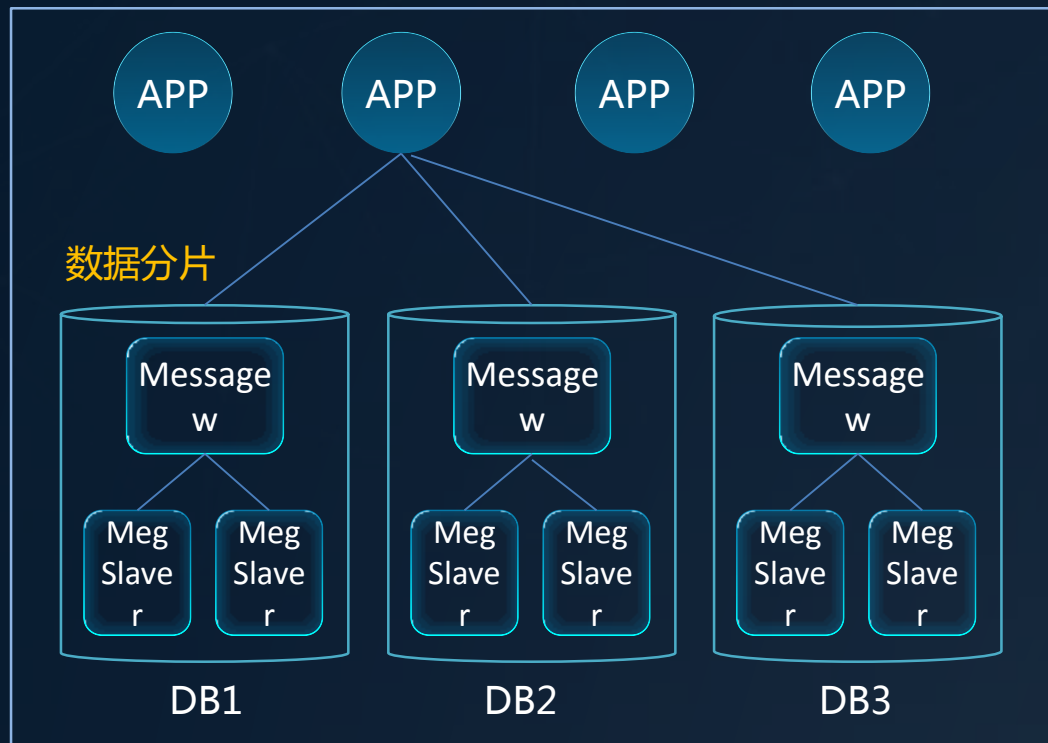 APP
APP
APP
APP
数据分片
Message
w
Message
w
Message
w
Meg
Slave
r
Meg
Slave
r
Meg
Slave
r
Meg
Slave
r
Meg
Slave
r
Meg
Slave
r
DB1
DB2
DB3